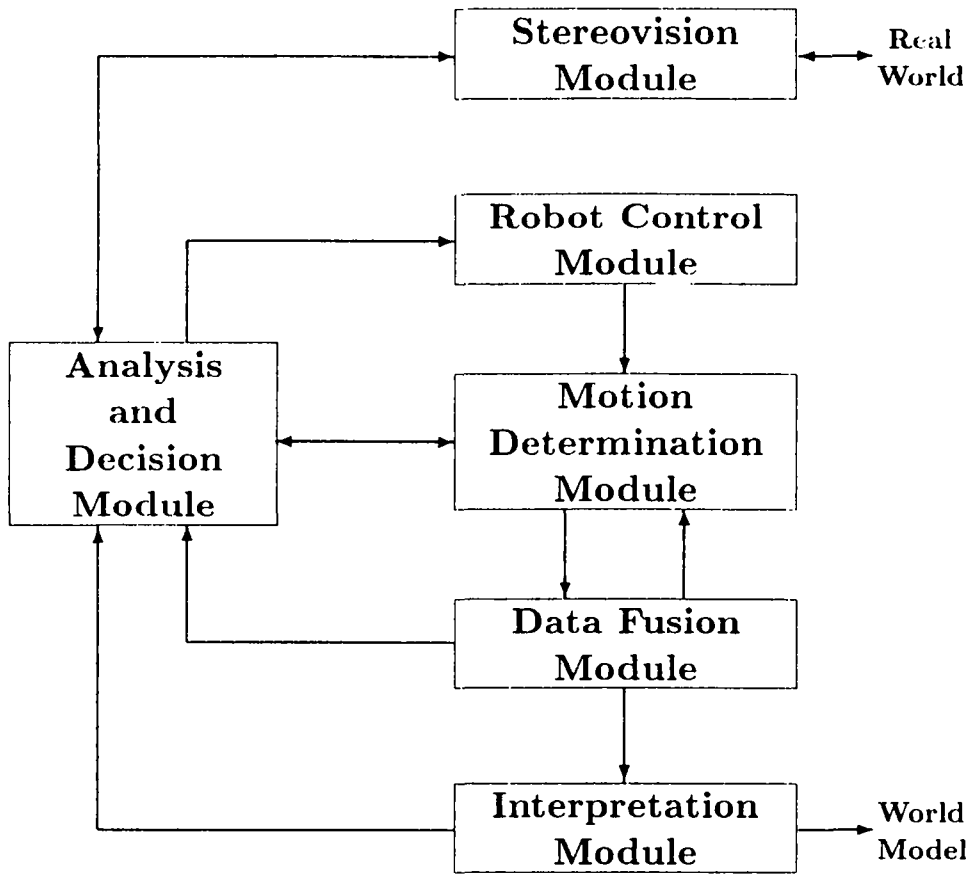 Stereovision
Module
Real
World
Robot Control
Module
Analysis
and
Decision
Module
Motion
Determination
Module
Data Fusion
Module
Interpretation
Module
World
Model